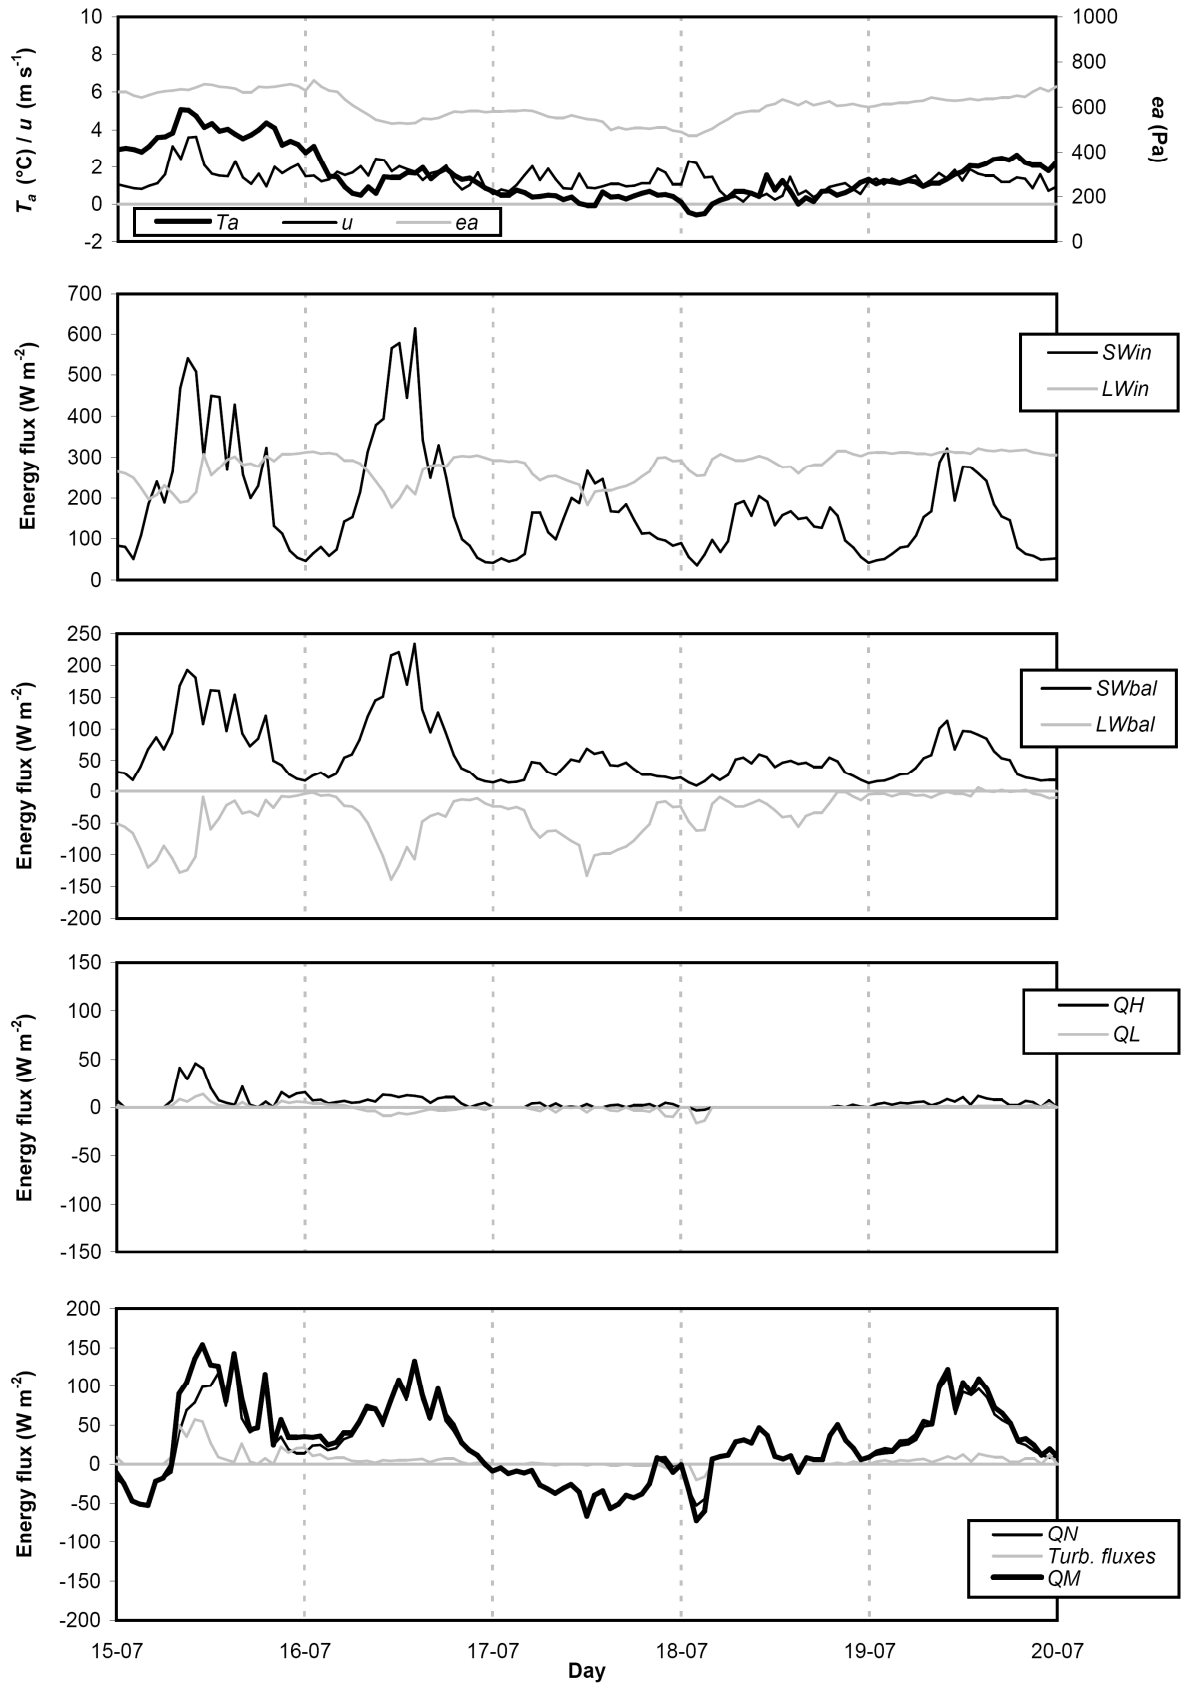 10
8
6
4
2
0
-2
1000
800
600
400
200
0
Ta (°C) / u (m s-1)
ea (Pa)
Ta u ea
700
600
500
400
300
200
100
0
Energy flux (W m-2)
SWin
LWin
250
200
150
100
50
0
-50
-100
-150
-200
Energy flux (W m-2)
SWbal
LWbal
150
100
50
0
-50
-100
-150
Energy flux (W m-2)
QH
QL
200
150
100
50
0
-50
-100
-150
-200
Energy flux (W m-2)
QN
Turb. fluxes
QM
15-07 16-07 17-07 18-07 19-07 20-07
Day